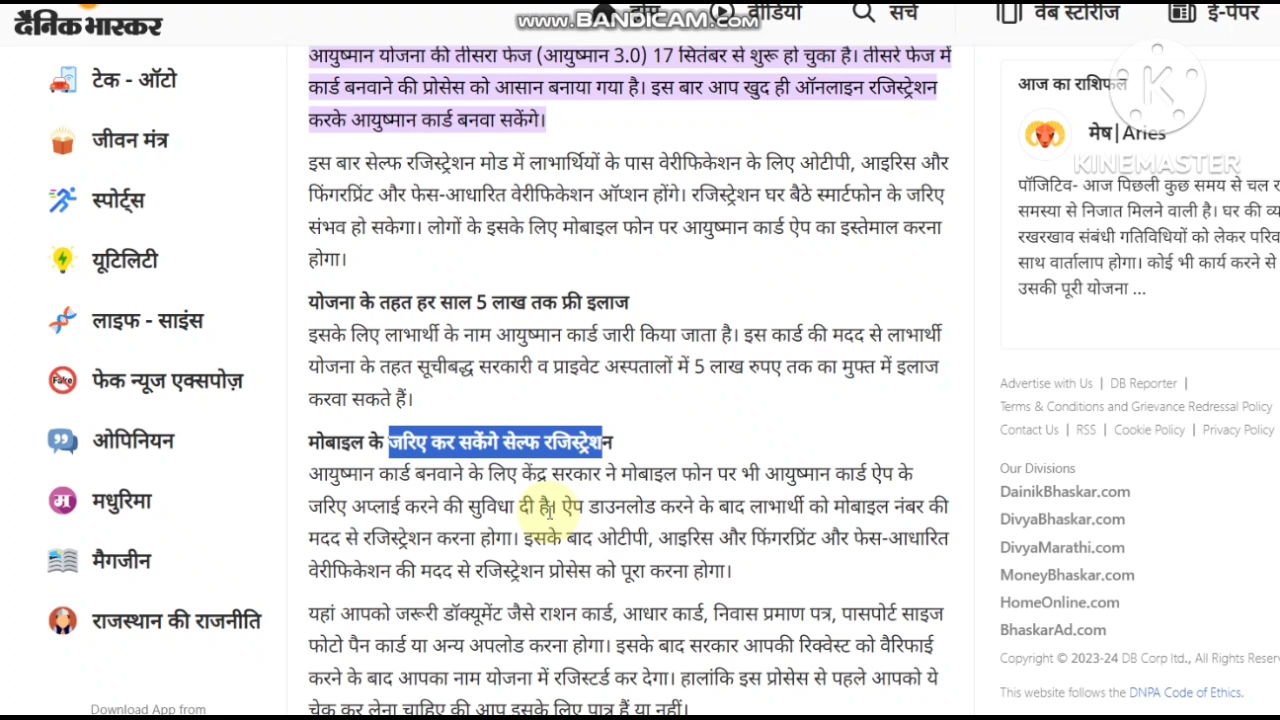 दैनिक भास्कर
www.BANDICAM.com
होम
वीडियो
सर्च
वेब स्टोरीज
ई-पेपर
टेक - ऑटो
जीवन मंत्र
स्पोर्ट्स
यूटिलिटी
लाइफ - साइंस
Fake
फेक न्यूज एक्सपोज़
ओपिनियन
मधुरिमा
मैगजीन
राजस्थान की राजनीति
Download App from
आयुष्मान योजना की तीसरा फेज (आयुष्मान 3.0) 17 सितंबर से शुरू हो चुका है। तीसरे फेज में
कार्ड बनवाने की प्रोसेस को आसान बनाया गया है। इस बार आप खुद ही ऑनलाइन रजिस्ट्रेशन
करके आयुष्मान कार्ड बनवा सकेंगे।
इस बार सेल्फ रजिस्ट्रेशन मोड में लाभार्थियों के पास वेरीफिकेशन के लिए ओटीपी, आइरिस और
फिंगरप्रिंट और फेस-आधारित वेरीफिकेशन ऑप्शन होंगे। रजिस्ट्रेशन घर बैठे स्मार्टफोन के जरिए
संभव हो सकेगा। लोगों के इसके लिए मोबाइल फोन पर आयुष्मान कार्ड ऐप का इस्तेमाल करना
होगा।
योजना के तहत हर साल 5 लाख तक फ्री इलाज
इसके लिए लाभार्थी के नाम आयुष्मान कार्ड जारी किया जाता है। इस कार्ड की मदद से लाभार्थी
योजना के तहत सूचीबद्ध सरकारी व प्राइवेट अस्पतालों में 5 लाख रुपए तक का मुफ्त में इलाज
करवा सकते हैं।
मोबाइल के जरिए कर सकेंगे सेल्फ रजिस्ट्रेशन
आयुष्मान कार्ड बनवाने के लिए केंद्र सरकार ने मोबाइल फोन पर भी आयुष्मान कार्ड ऐप के
जरिए अप्लाई करने की सुविधा दी है। ऐप डाउनलोड करने के बाद लाभार्थी को मोबाइल नंबर की
मदद से रजिस्ट्रेशन करना होगा। इसके बाद ओटीपी, आइरिस और फिंगरप्रिंट और फेस-आधारित
वेरीफिकेशन की मदद से रजिस्ट्रेशन प्रोसेस को पूरा करना होगा।
यहां आपको जरूरी डॉक्यूमेंट जैसे राशन कार्ड, आधार कार्ड, निवास प्रमाण पत्र, पासपोर्ट साइज
फोटो पैन कार्ड या अन्य अपलोड करना होगा। इसके बाद सरकार आपकी रिक्वेस्ट को वैरिफाई
करने के बाद आपका नाम योजना में रजिस्टर्ड कर देगा। हालांकि इस प्रोसेस से पहले आपको ये
चेक कर लेना चाहिए की आप इसके लिए पात्र हैं या नहीं।
आज का राशिफल
K
मेष|Aries
KINEMASTER
पॉजिटिव- आज पिछली कुछ समय से चल र
समस्या से निजात मिलने वाली है। घर की व्य
रखरखाव संबंधी गतिविधियों को लेकर परिव
साथ वार्तालाप होगा। कोई भी कार्य करने से
उसकी पूरी योजना ...
Advertise with Us | DB Reporter |
Terms & Conditions and Grievance Redressal Policy
Contact Us | RSS | Cookie Policy | Privacy Policy
Our Divisions
DainikBhaskar.com
DivyaBhaskar.com
DivyaMarathi.com
MoneyBhaskar.com
HomeOnline.com
BhaskarAd.com
Copyright © 2023-24 DB Corp ltd., All Rights Reser
This website follows the DNPA Code of Ethics.